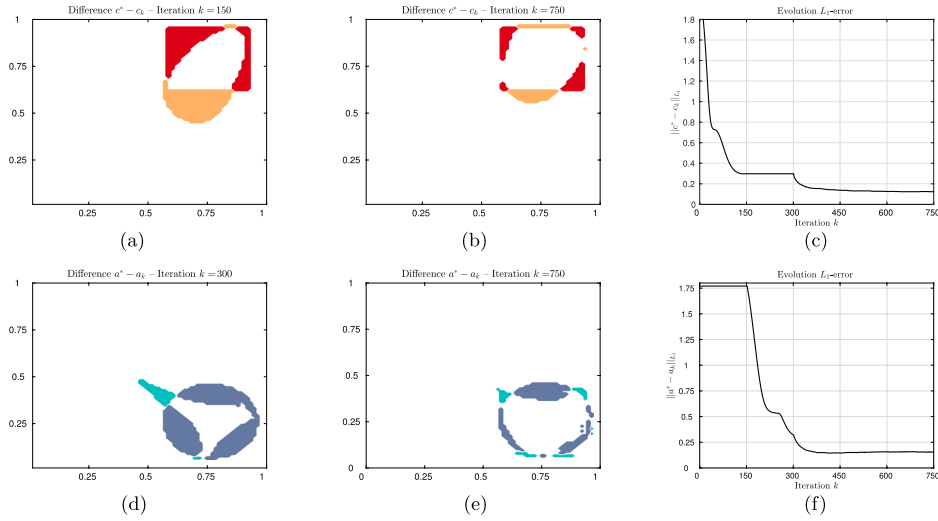 Difference c* − c_k – Iteration k = 150
1
0.75
0.5
0.25
0.25 0.5 0.75 1
(a)
Difference c* − c_k – Iteration k = 750
1
0.75
0.5
0.25
0.25 0.5 0.75 1
(b)
Evolution L₁-error
||c* − c_k||_{L₁}
1.8
1.6
1.4
1.2
1
0.8
0.6
0.4
0.2
0
0 150 300 450 600 750
Iteration k
(c)
Difference a* − a_k – Iteration k = 300
1
0.75
0.5
0.25
0
0.25 0.5 0.75 1
(d)
Difference a* − a_k – Iteration k =750
1
0.75
0.5
0.25
0
0.25 0.5 0.75 1
(e)
Evolution L₁-error
||a* − a_k||_{L₁}
1.75
1.5
1.25
1
0.75
0.5
0.25
0
0 150 300 450 600 750
Iteration k
(f)